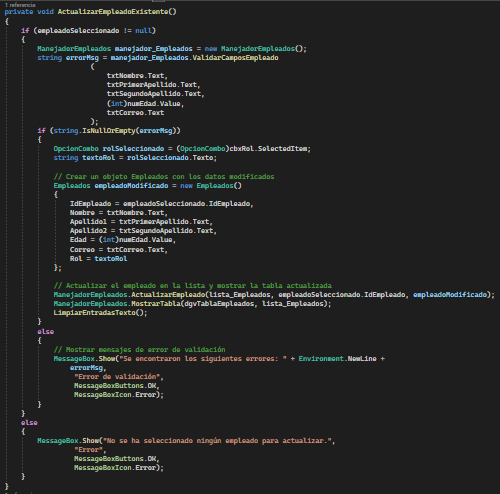 1 referencia
private void ActualizarEmpleadoExistente()
{
if (empleadoSeleccionado != null)
{
ManejadorEmpleados manejador_Empleados = new ManejadorEmpleados();
string errorMsg = manejador_Empleados.ValidarCamposEmpleado
(
txtNombre.Text,
txtPrimerApellido.Text,
txtSegundoApellido.Text,
(int)numEdad.Value,
txtCorreo.Text
);
if (string.IsNullOrEmpty(errorMsg))
{
OpcionCombo rolSeleccionado = (OpcionCombo)cbxRol.SelectedItem;
string textoRol = rolSeleccionado.Texto;
// Crear un objeto Empleados con los datos modificados
Empleados empleadoModificado = new Empleados()
{
IdEmpleado = empleadoSeleccionado.IdEmpleado,
Nombre = txtNombre.Text,
Apellido1 = txtPrimerApellido.Text,
Apellido2 = txtSegundoApellido.Text,
Edad = (int)numEdad.Value,
Correo = txtCorreo.Text,
Rol = textoRol
};
// Actualizar el empleado en la lista y mostrar la tabla actualizada
ManejadorEmpleados.ActualizarEmpleado(lista_Empleados, empleadoSeleccionado.IdEmpleado, empleadoModificado);
ManejadorEmpleados.MostrarTabla(dgvTablaEmpleados, lista_Empleados);
LimpiarEntradasTexto();
}
else
{
// Mostrar mensajes de error de validación
MessageBox.Show("Se encontraron los siguientes errores: " + Environment.NewLine +
errorMsg,
"Error de validación",
MessageBoxButtons.OK,
MessageBoxIcon.Error);
}
}
else
{
MessageBox.Show("No se ha seleccionado ningún empleado para actualizar.",
"Error",
MessageBoxButtons.OK,
MessageBoxIcon.Error);
}
}